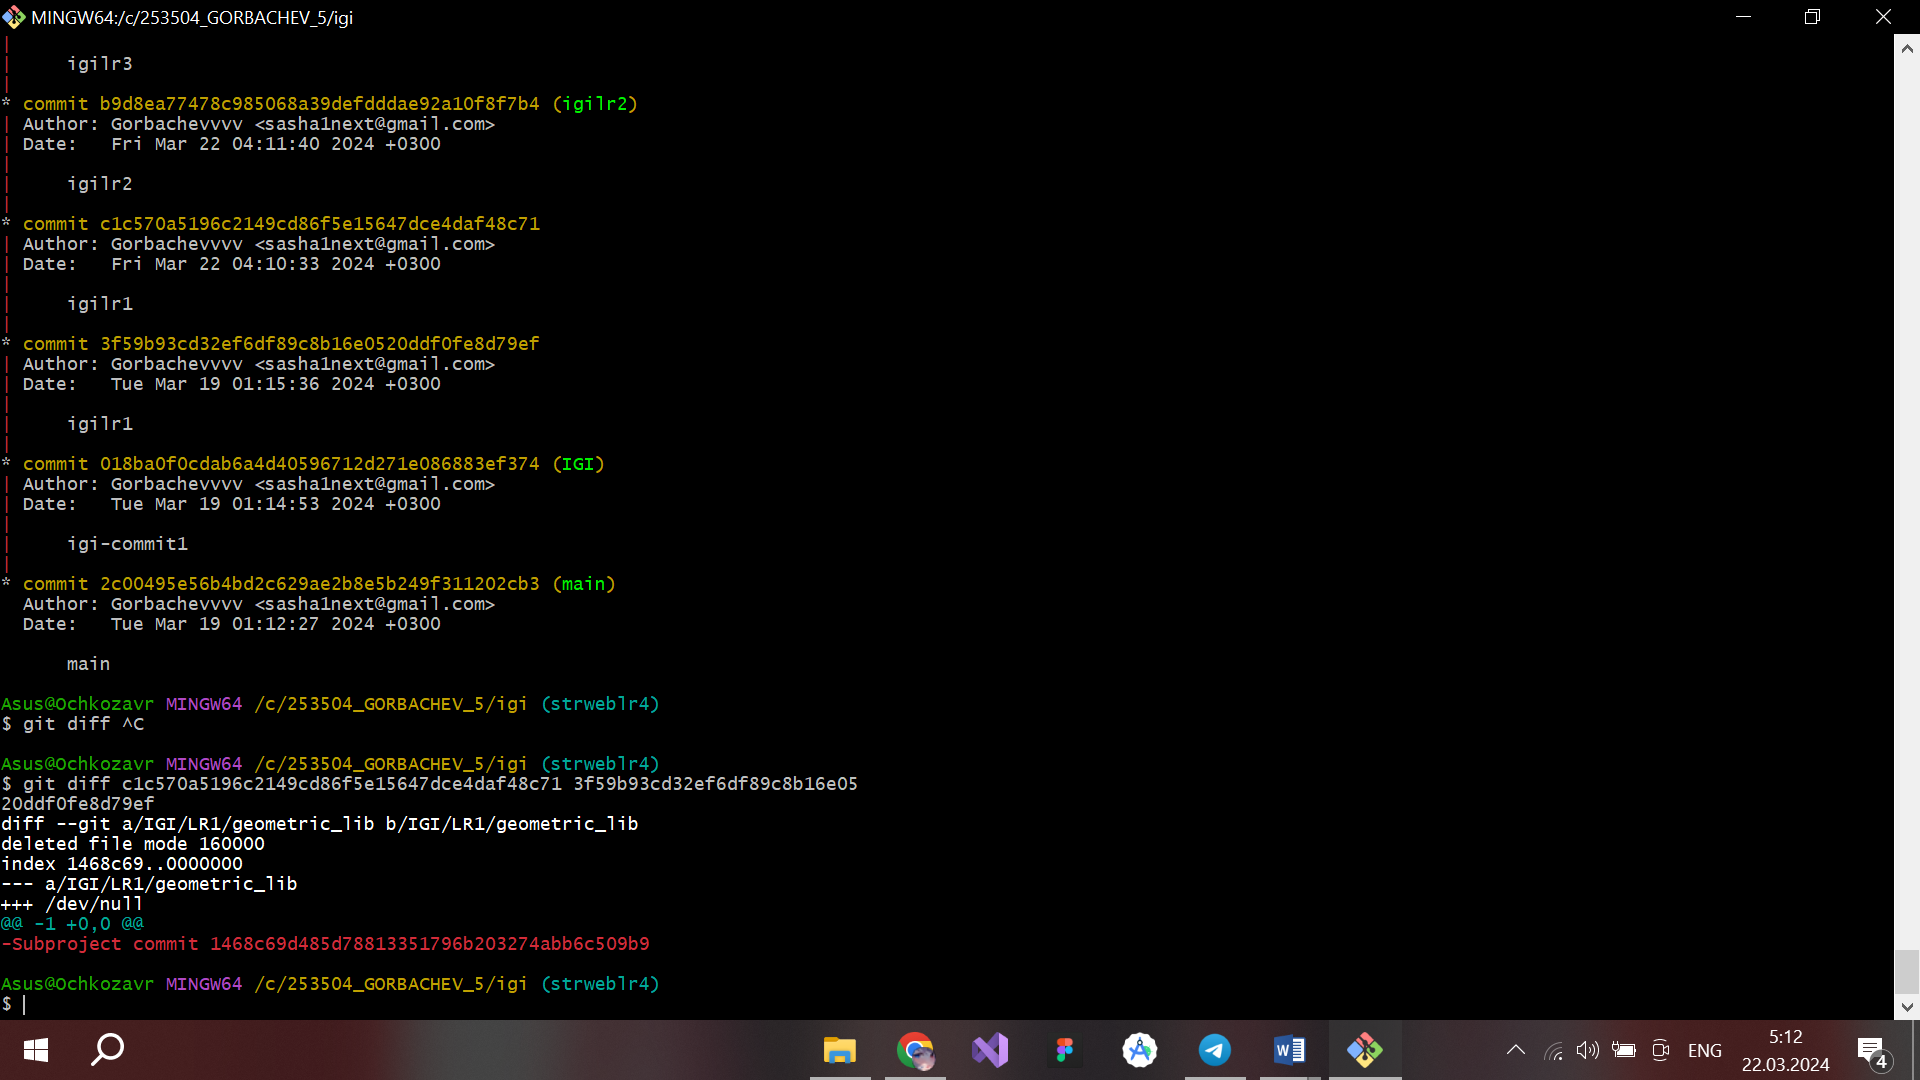 MINGW64:/c/253504_GORBACHEV_5/igi
|
| igilr3
|
* commit b9d8ea77478c985068a39defdddae92a10f8f7b4 (igilr2)
| Author: Gorbachevvvv <sasha1next@gmail.com>
| Date:   Fri Mar 22 04:11:40 2024 +0300
|
| igilr2
|
* commit c1c570a5196c2149cd86f5e15647dce4daf48c71
| Author: Gorbachevvvv <sasha1next@gmail.com>
| Date:   Fri Mar 22 04:10:33 2024 +0300
|
| igilr1
|
* commit 3f59b93cd32ef6df89c8b16e0520ddf0fe8d79ef
| Author: Gorbachevvvv <sasha1next@gmail.com>
| Date:   Tue Mar 19 01:15:36 2024 +0300
|
| igilr1
|
* commit 018ba0f0cdab6a4d40596712d271e086883ef374 (IGI)
| Author: Gorbachevvvv <sasha1next@gmail.com>
| Date:   Tue Mar 19 01:14:53 2024 +0300
|
| igi-commit1
|
* commit 2c00495e56b4bd2c629ae2b8e5b249f311202cb3 (main)
Author: Gorbachevvvv <sasha1next@gmail.com>
Date:   Tue Mar 19 01:12:27 2024 +0300
main
Asus@Ochkozavr MINGW64 /c/253504_GORBACHEV_5/igi (strweblr4)
$ git diff ^C
Asus@Ochkozavr MINGW64 /c/253504_GORBACHEV_5/igi (strweblr4)
$ git diff c1c570a5196c2149cd86f5e15647dce4daf48c71 3f59b93cd32ef6df89c8b16e05
20ddf0fe8d79ef
diff --git a/IGI/LR1/geometric_lib b/IGI/LR1/geometric_lib
deleted file mode 160000
index 1468c69..0000000
--- a/IGI/LR1/geometric_lib
+++ /dev/null
@@ -1 +0,0 @@
-Subproject commit 1468c69d485d78813351796b203274abb6c509b9
Asus@Ochkozavr MINGW64 /c/253504_GORBACHEV_5/igi (strweblr4)
$
ENG
5:12
22.03.2024
4